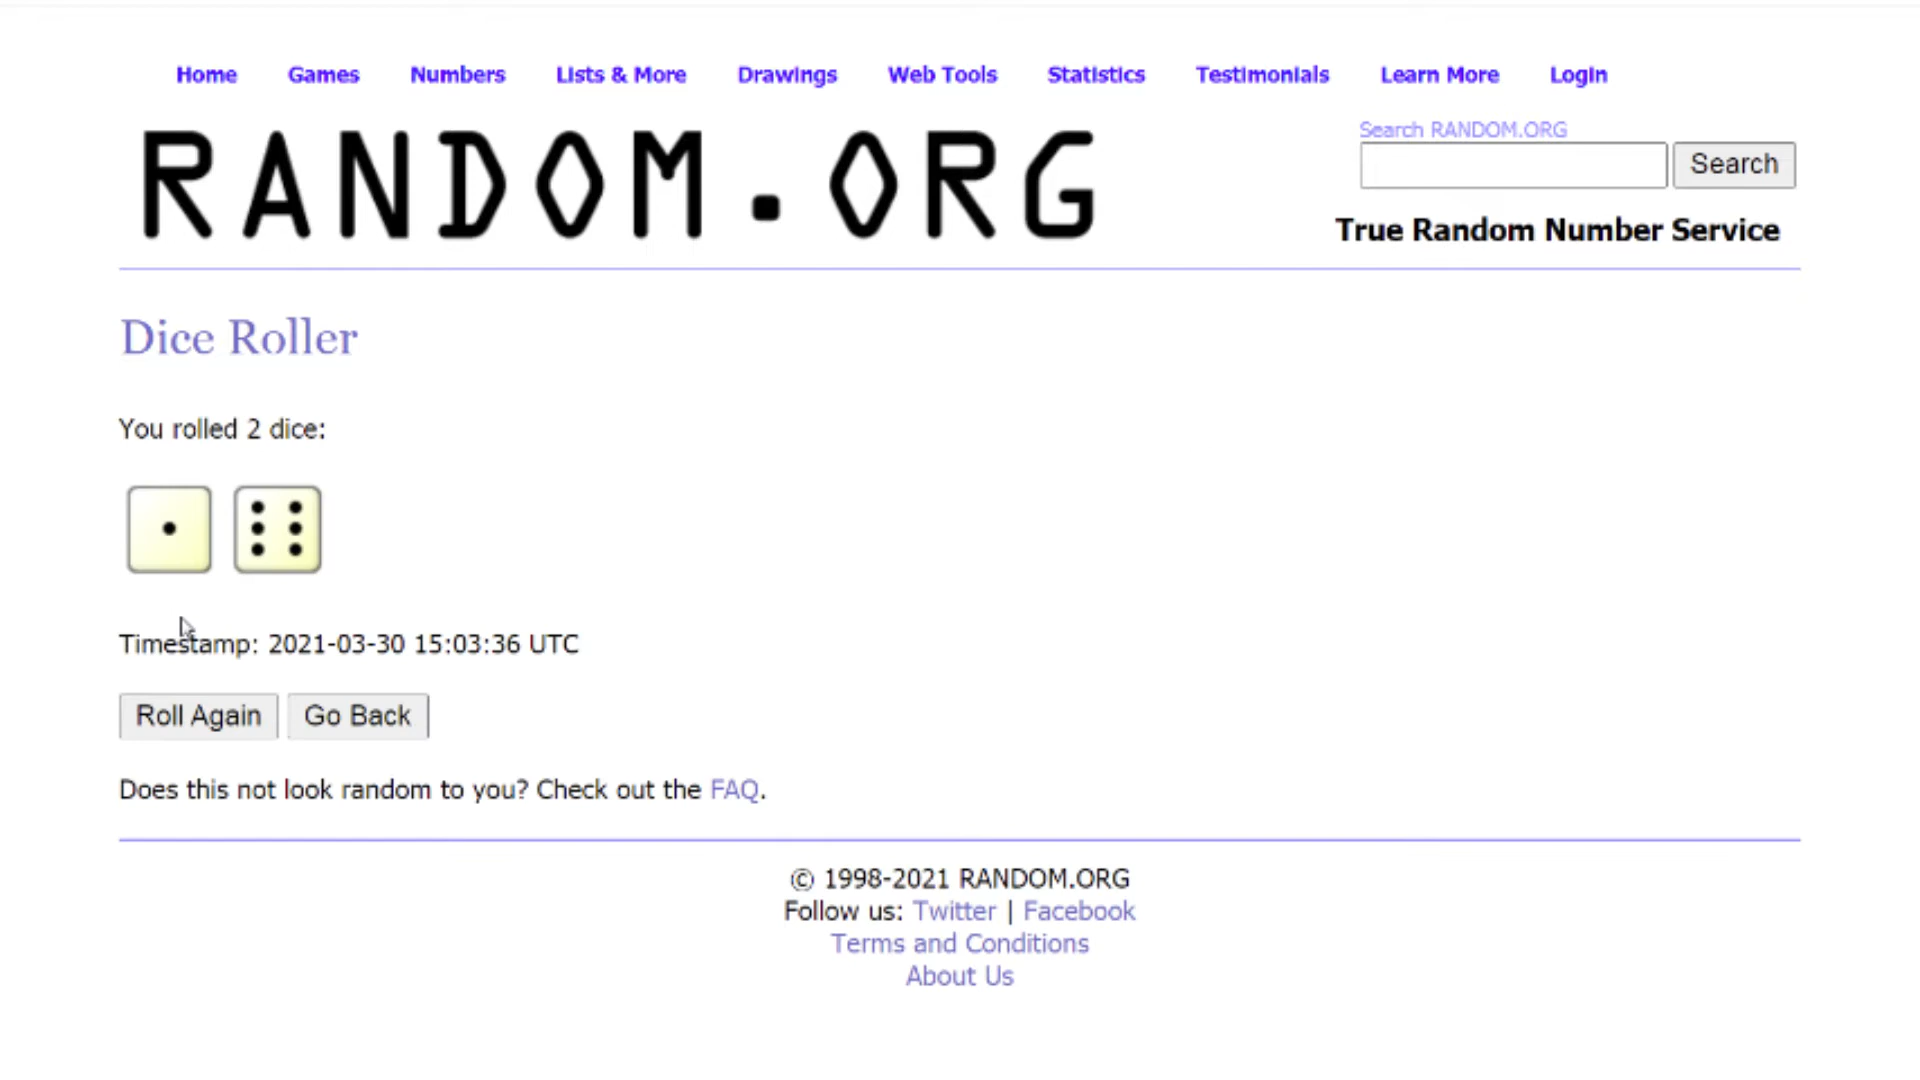 Home Games Numbers Lists & More Drawings Web Tools Statistics Testimonials Learn More Login
RANDOM.ORG
Search RANDOM.ORG
Search
True Random Number Service
Dice Roller
You rolled 2 dice:
Timestamp: 2021-03-30 15:03:36 UTC
Roll Again Go Back
Does this not look random to you? Check out the FAQ.
© 1998-2021 RANDOM.ORG
Follow us: Twitter | Facebook
Terms and Conditions
About Us